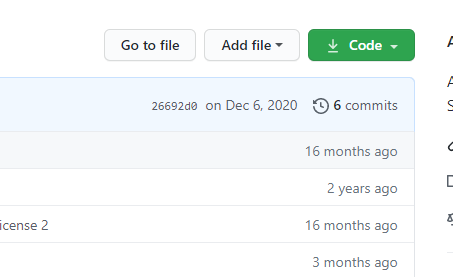 Go to file Add file Code
26692d0 on Dec 6, 2020 6 commits
16 months ago
2 years ago
icense 2 16 months ago
3 months ago